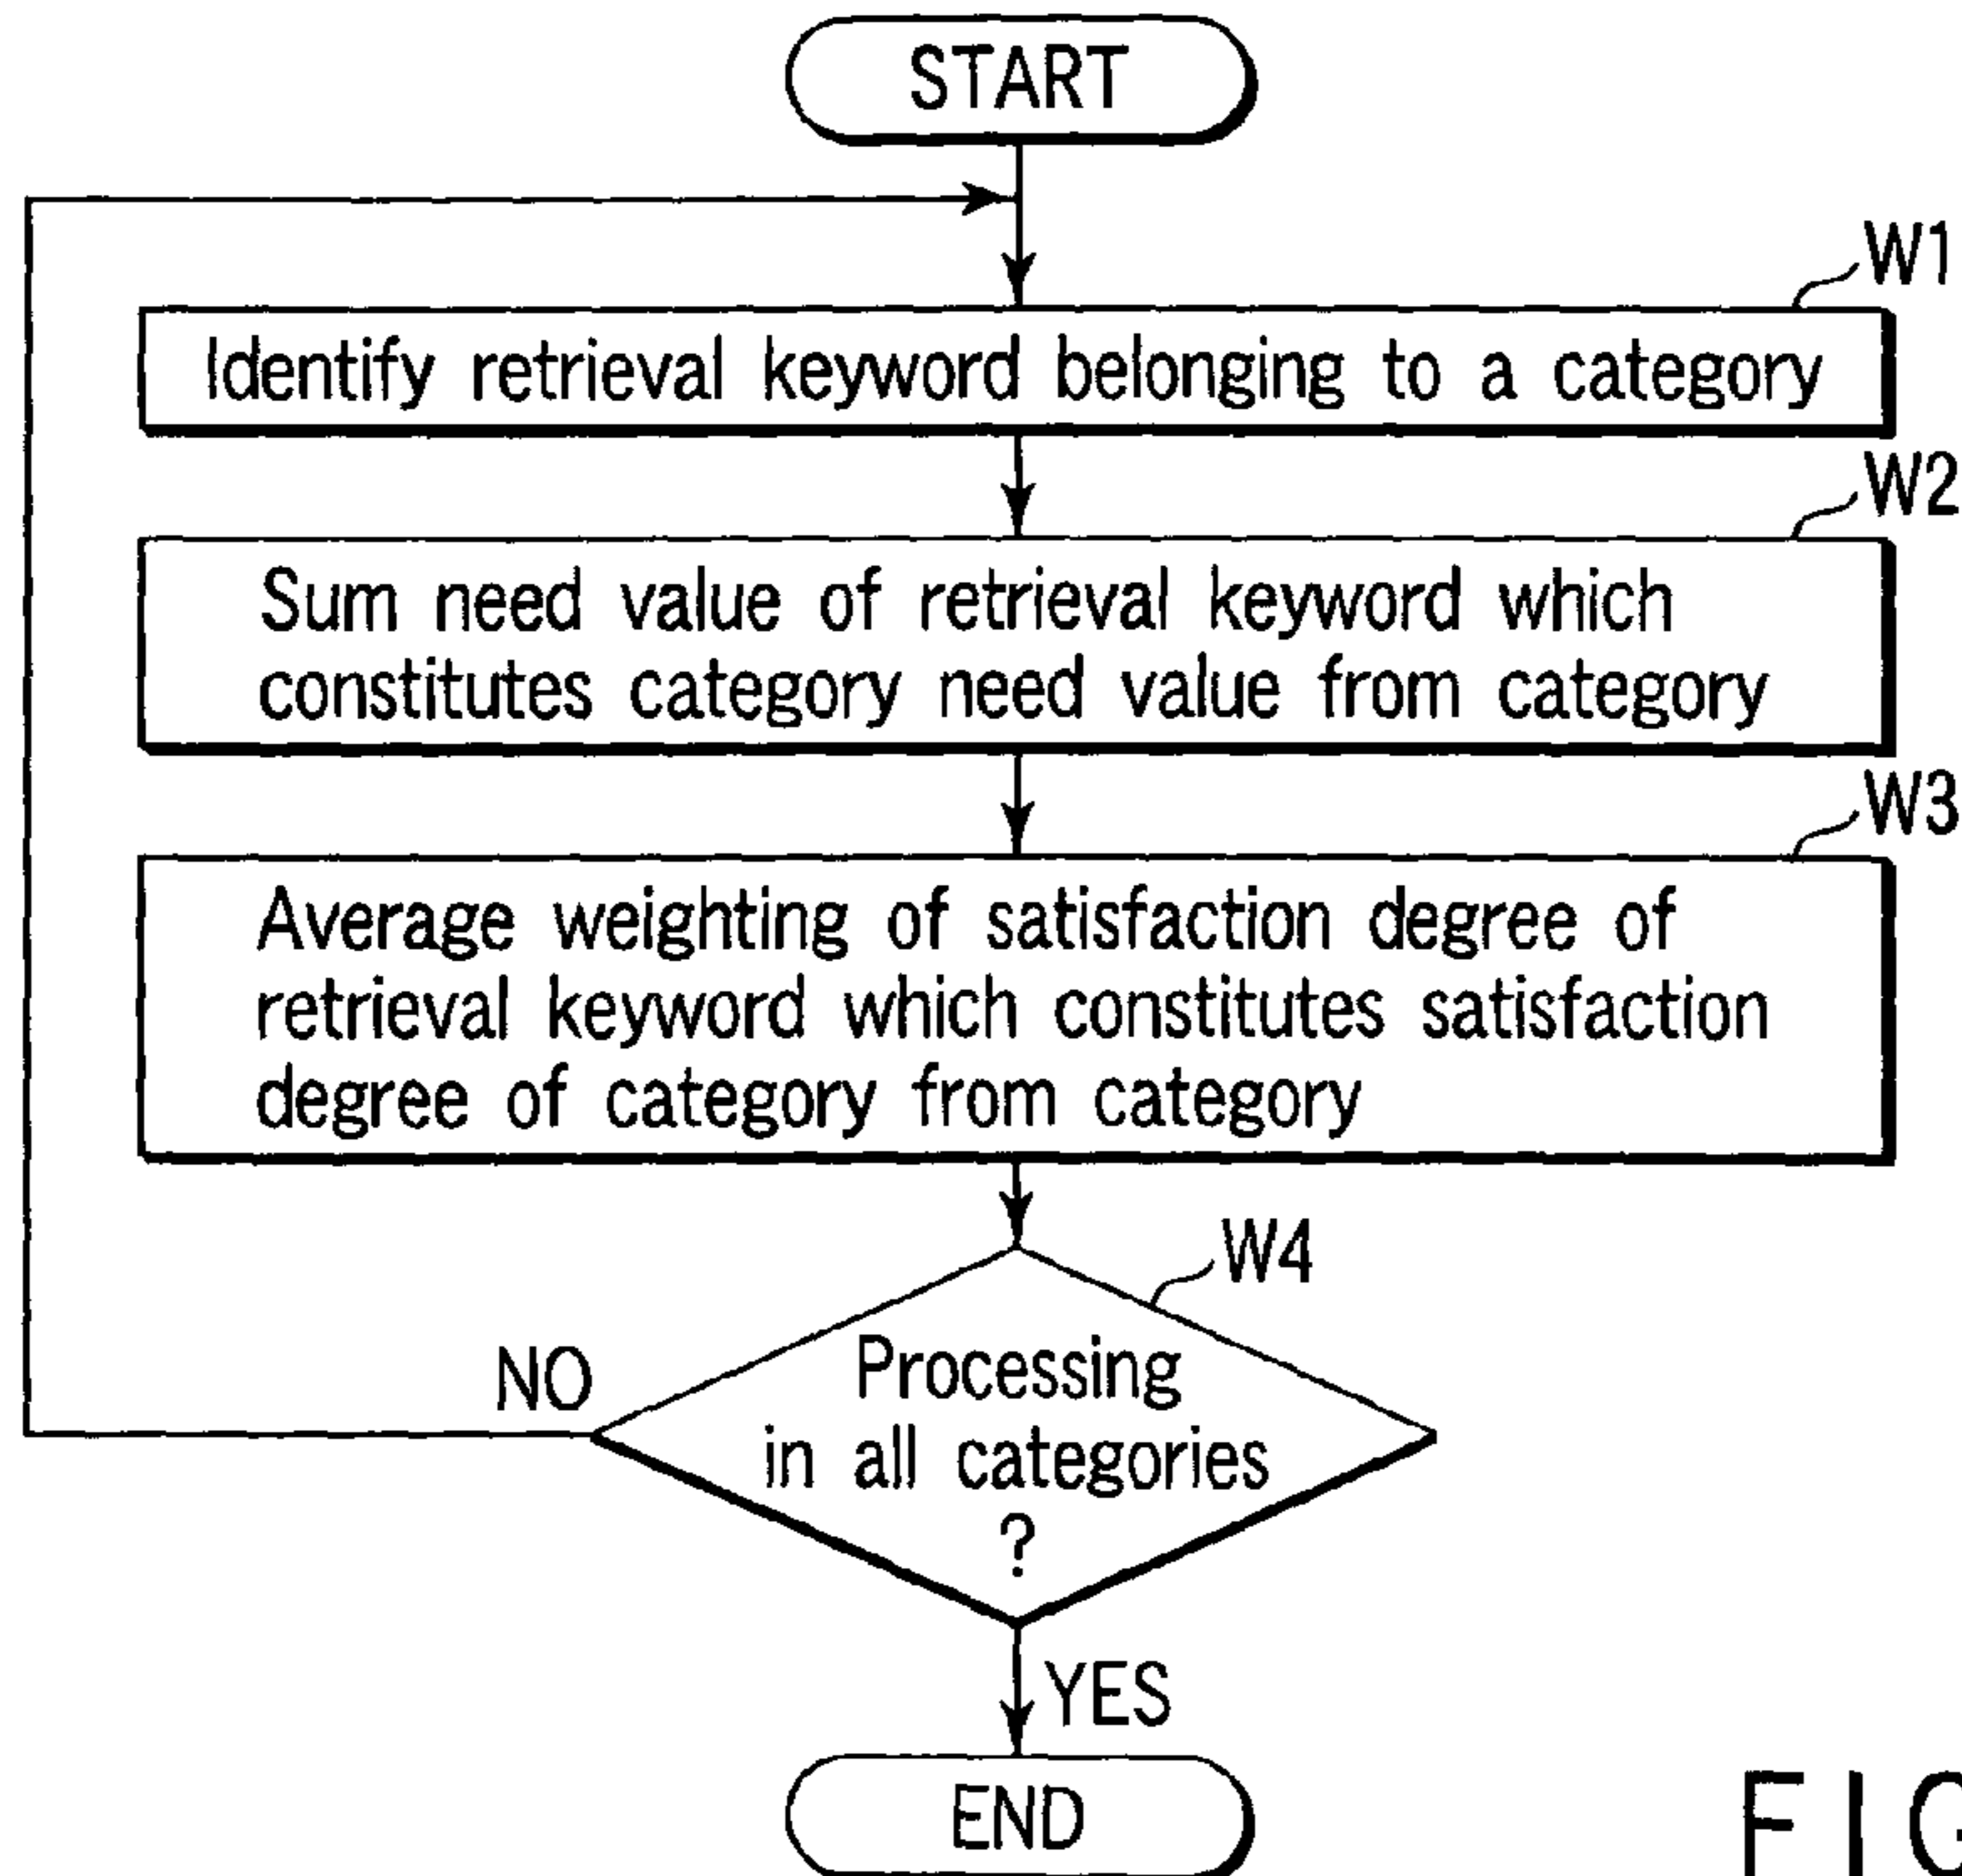 START
W1
Identify retrieval keyword belonging to a category
W2
Sum need value of retrieval keyword which
constitutes category need value from category
W3
Average weighting of satisfaction degree of
retrieval keyword which constitutes satisfaction
degree of category from category
W4
Processing
in all categories
?
NO
YES
END
FIG